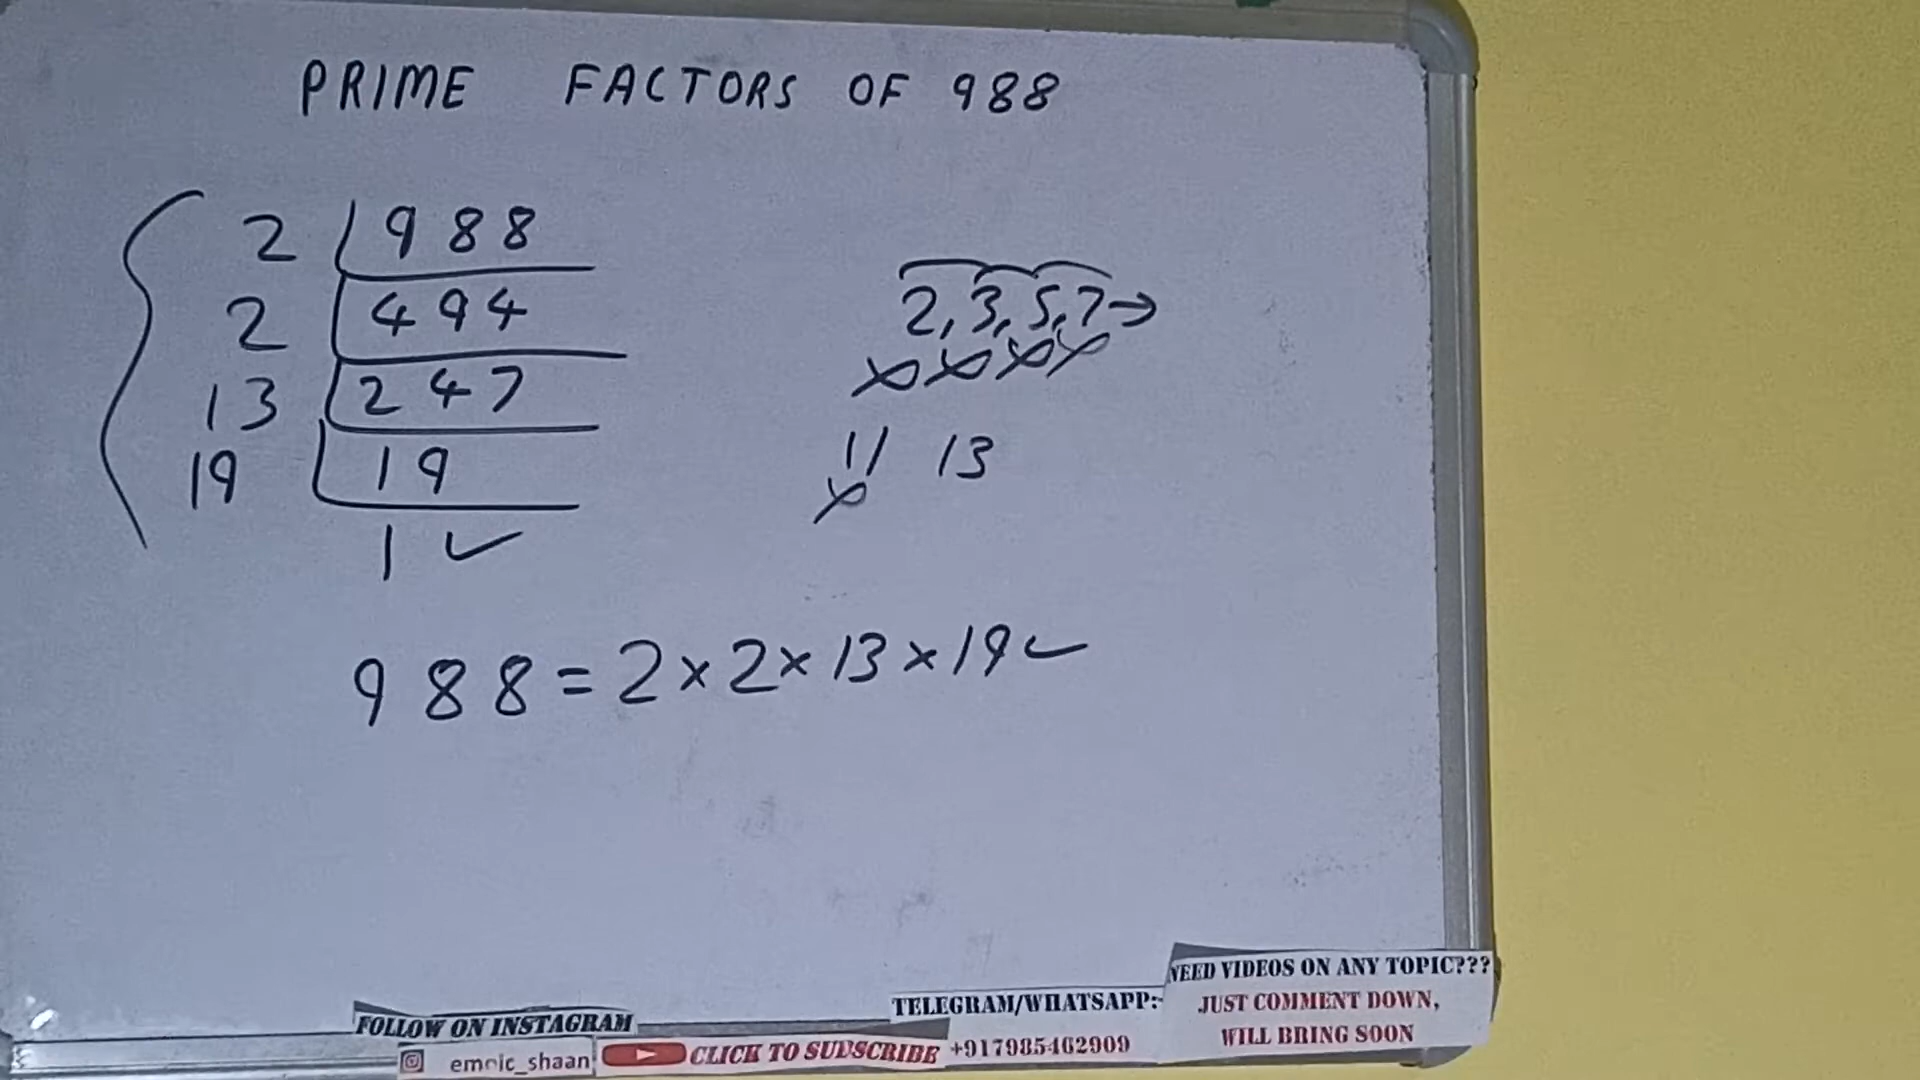 PRIME FACTORS OF 988
2 | 988
2 | 494
13 | 247
19 | 19
1 ✓
2, 3, 5, 7 →
11 13
988 = 2 × 2 × 13 × 19 ✓
FOLLOW ON INSTAGRAM
CLICK TO SUBSCRIBE
TELEGRAM/WHATSAPP:-
+917985462909
NEED VIDEOS ON ANY TOPIC???
JUST COMMENT DOWN,
WILL BRING SOON